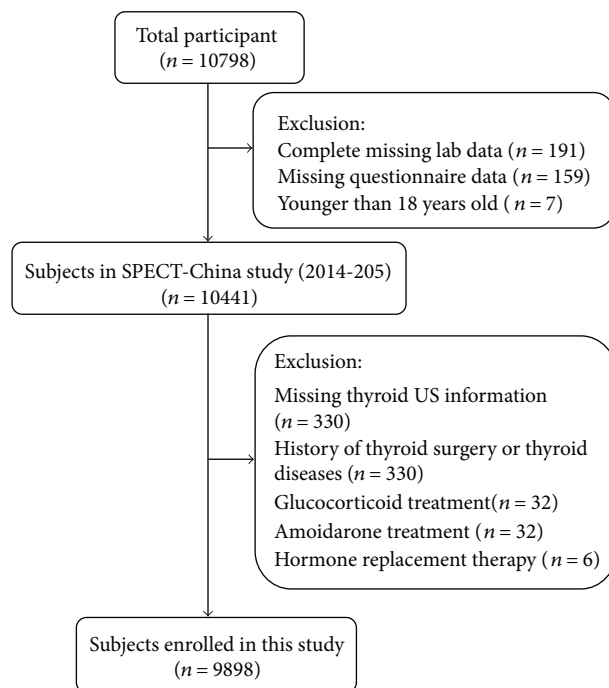 Total participant
(n = 10798)
Exclusion:
Complete missing lab data (n = 191)
Missing questionnaire data (n = 159)
Younger than 18 years old ( n = 7)
Subjects in SPECT-China study (2014-205)
(n = 10441)
Exclusion:
Missing thyroid US information
(n = 330)
History of thyroid surgery or thyroid
diseases (n = 330)
Glucocorticoid treatment(n = 32)
Amoidarone treatment (n = 32)
Hormone replacement therapy ( n = 6)
Subjects enrolled in this study
(n = 9898)